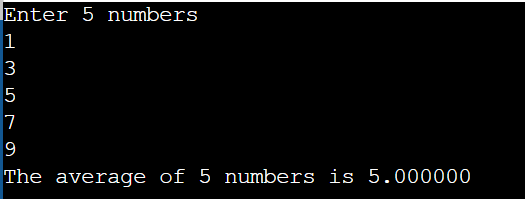 Enter 5 numbers
1
3
5
7
9
The average of 5 numbers is 5.000000